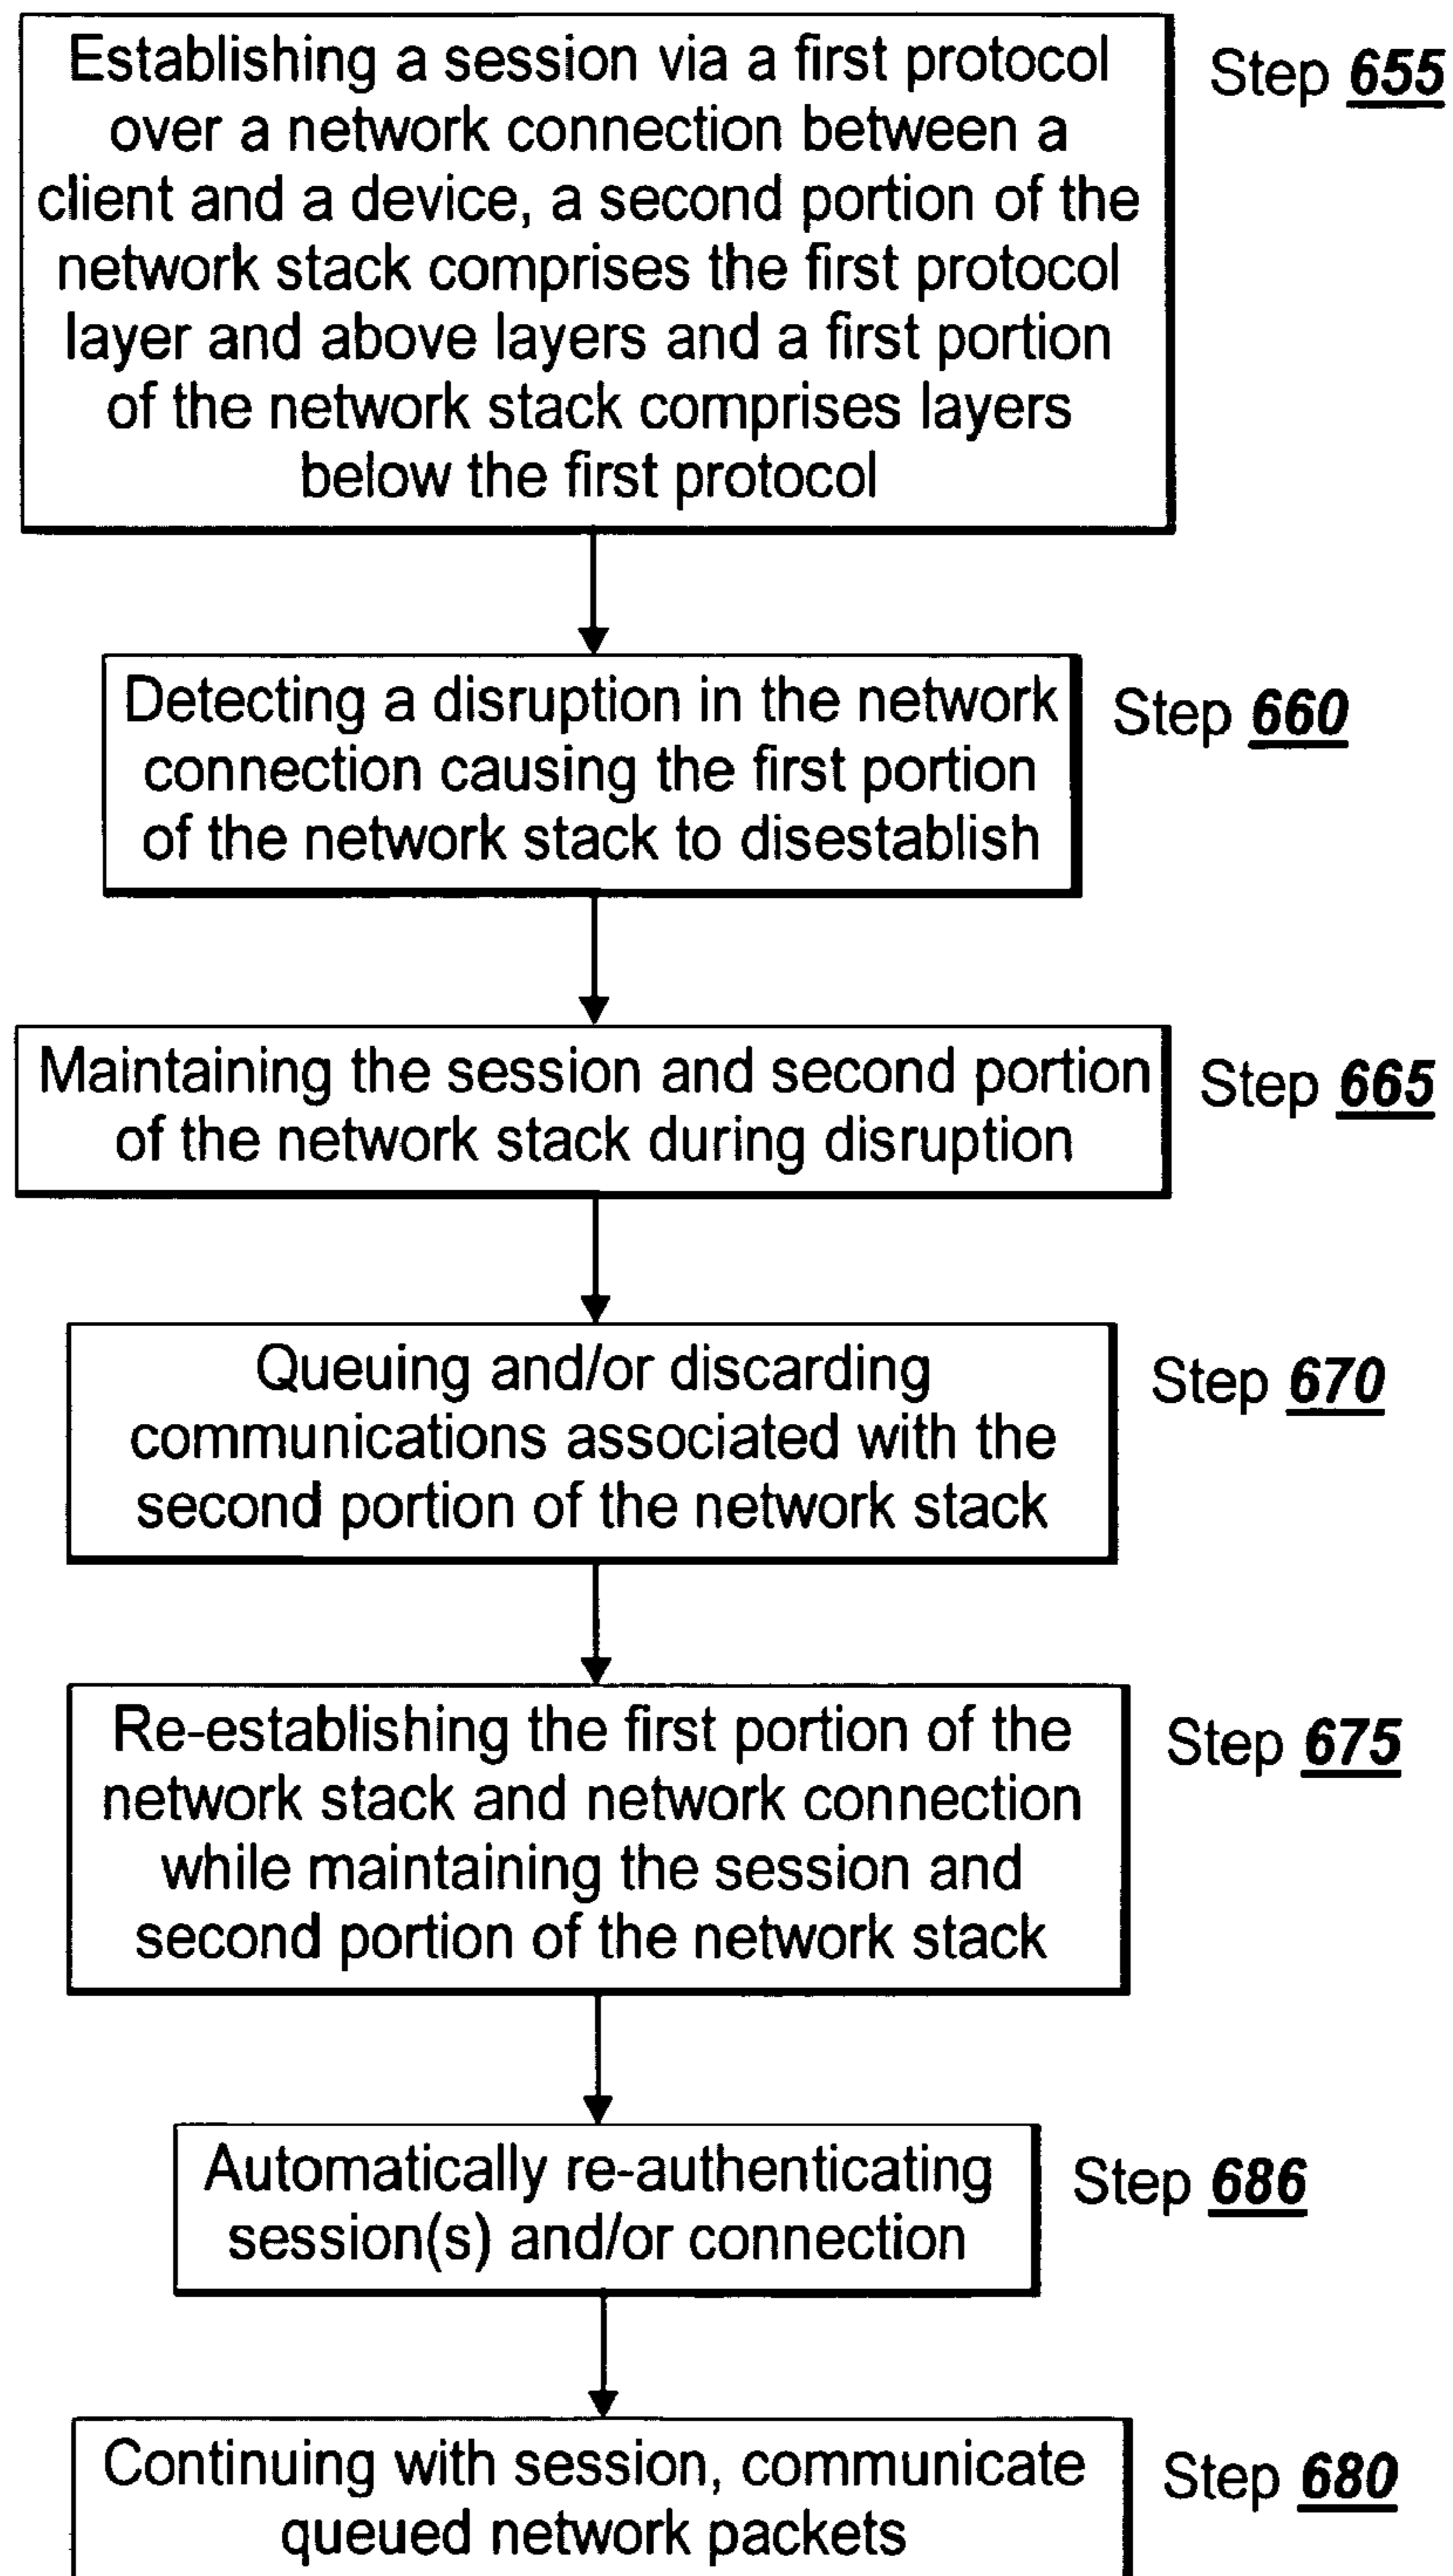 Establishing a session via a first protocol
over a network connection between a
client and a device, a second portion of the
network stack comprises the first protocol
layer and above layers and a first portion
of the network stack comprises layers
below the first protocol
Step 655
Detecting a disruption in the network
connection causing the first portion
of the network stack to disestablish
Step 660
Maintaining the session and second portion
of the network stack during disruption
Step 665
Queuing and/or discarding
communications associated with the
second portion of the network stack
Step 670
Re-establishing the first portion of the
network stack and network connection
while maintaining the session and
second portion of the network stack
Step 675
Automatically re-authenticating
session(s) and/or connection
Step 686
Continuing with session, communicate
queued network packets
Step 680